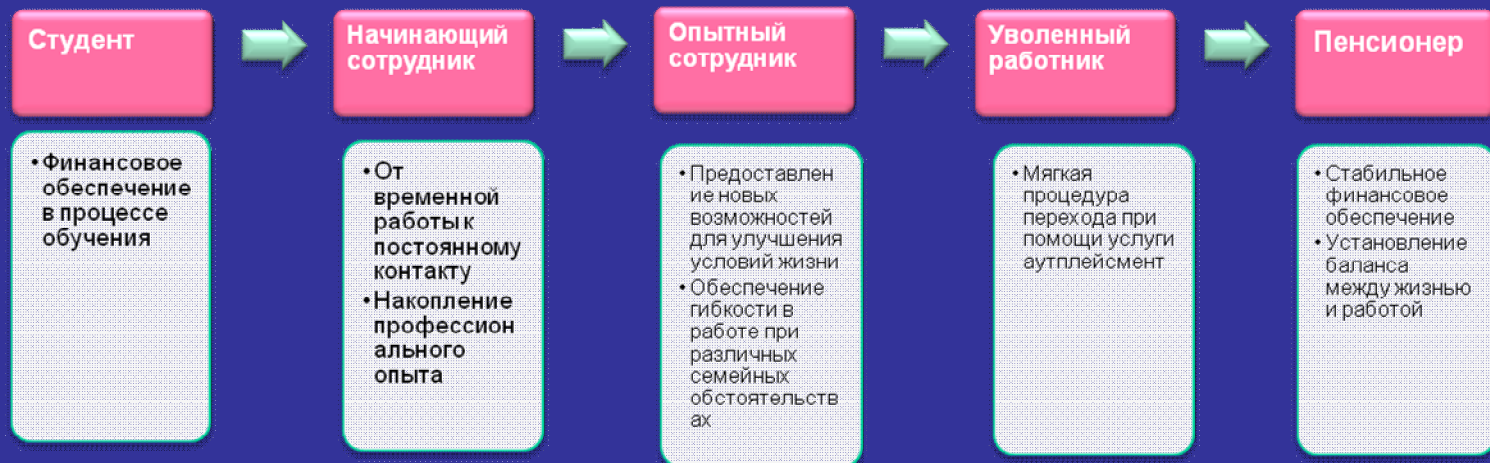 Студент
Финансовое
обеспечение
в процессе
обучения
Начинающий
сотрудник
• От
временной
работы к
постоянному
контакту
• Накопление
профессион
ального
опыта
Опытный
сотрудник
• Предоставлен
ие новых
возможностей
для улучшения
условий жизни
• Обеспечение
гибкости в
работе при
различных
семейных
обстоятельств
ах
Уволенный
работник
• Мягкая
процедура
перехода при
помощи услуги
аутплейсмент
Пенсионер
• Стабильное
финансовое
обеспечение
• Установление
баланса
между жизнью
и работой